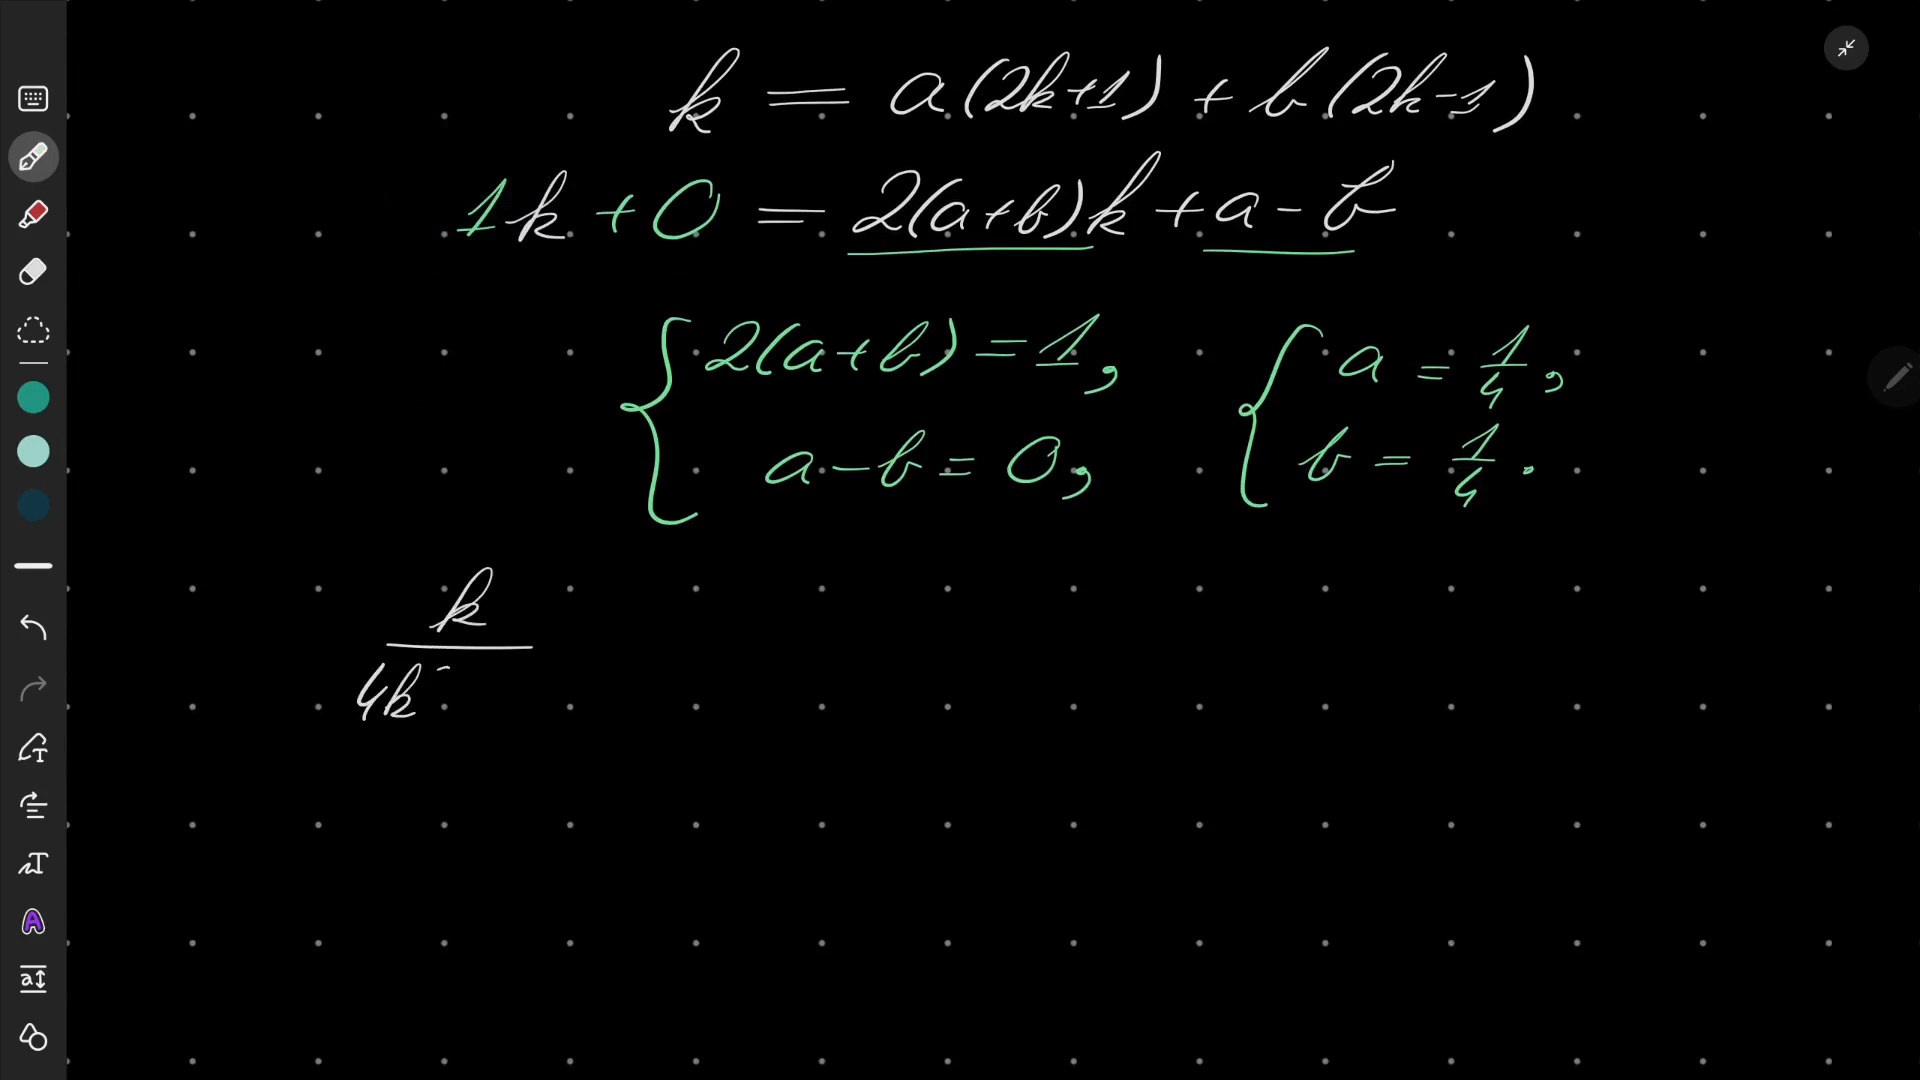 k = a(2k+1) + b(2k-1)
1k + 0 = 2(a+b)k + a - b
{ 2(a+b) = 1, a - b = 0, { a = 1/4, b = 1/4.
k
4k